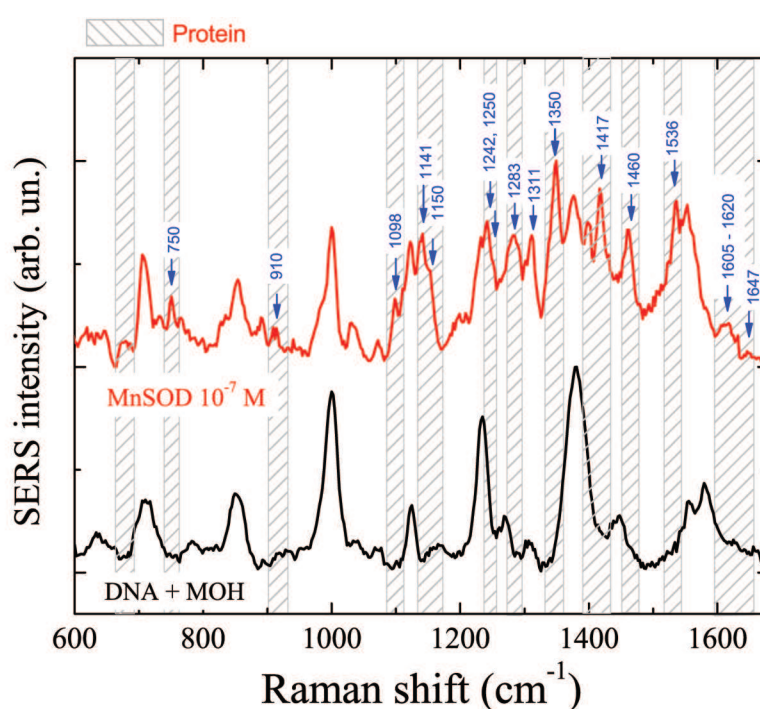 Protein
750
910
1098
1141
1150
1242, 1250
1283
1311
1350
1417
1460
1536
1605 - 1620
1647
SERS intensity (arb. un.)
MnSOD 10⁻⁷ M
DNA + MOH
600 800 1000 1200 1400 1600
Raman shift (cm⁻¹)